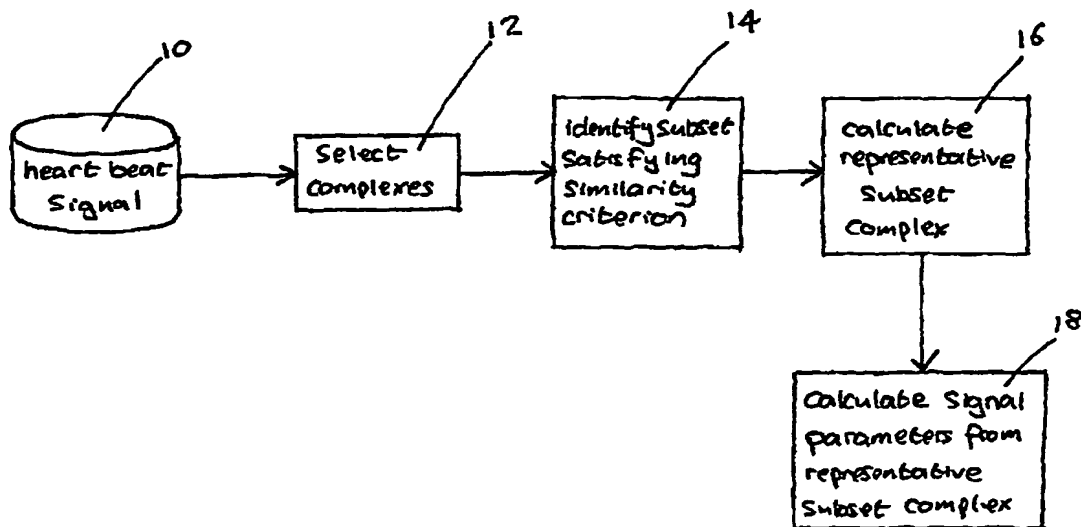 10
heart beat
signal
12
Select
complexes
14
identify subset
Satisfying
Similarity
criterion
16
calculate
representative
subset
complex
18
Calculate Signal
parameters from
representative
Subset complex